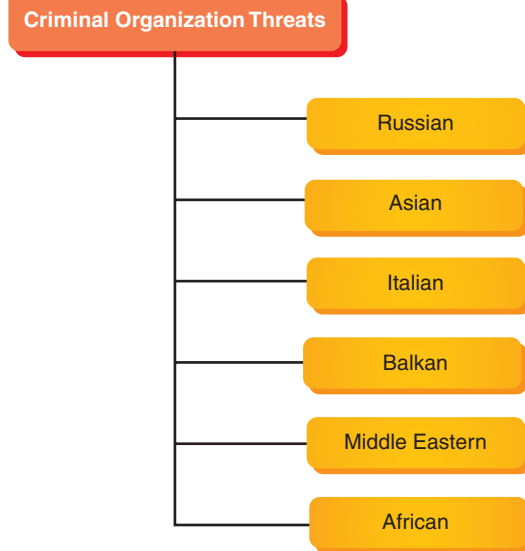 Criminal Organization Threats
Russian
Asian
Italian
Balkan
Middle Eastern
African